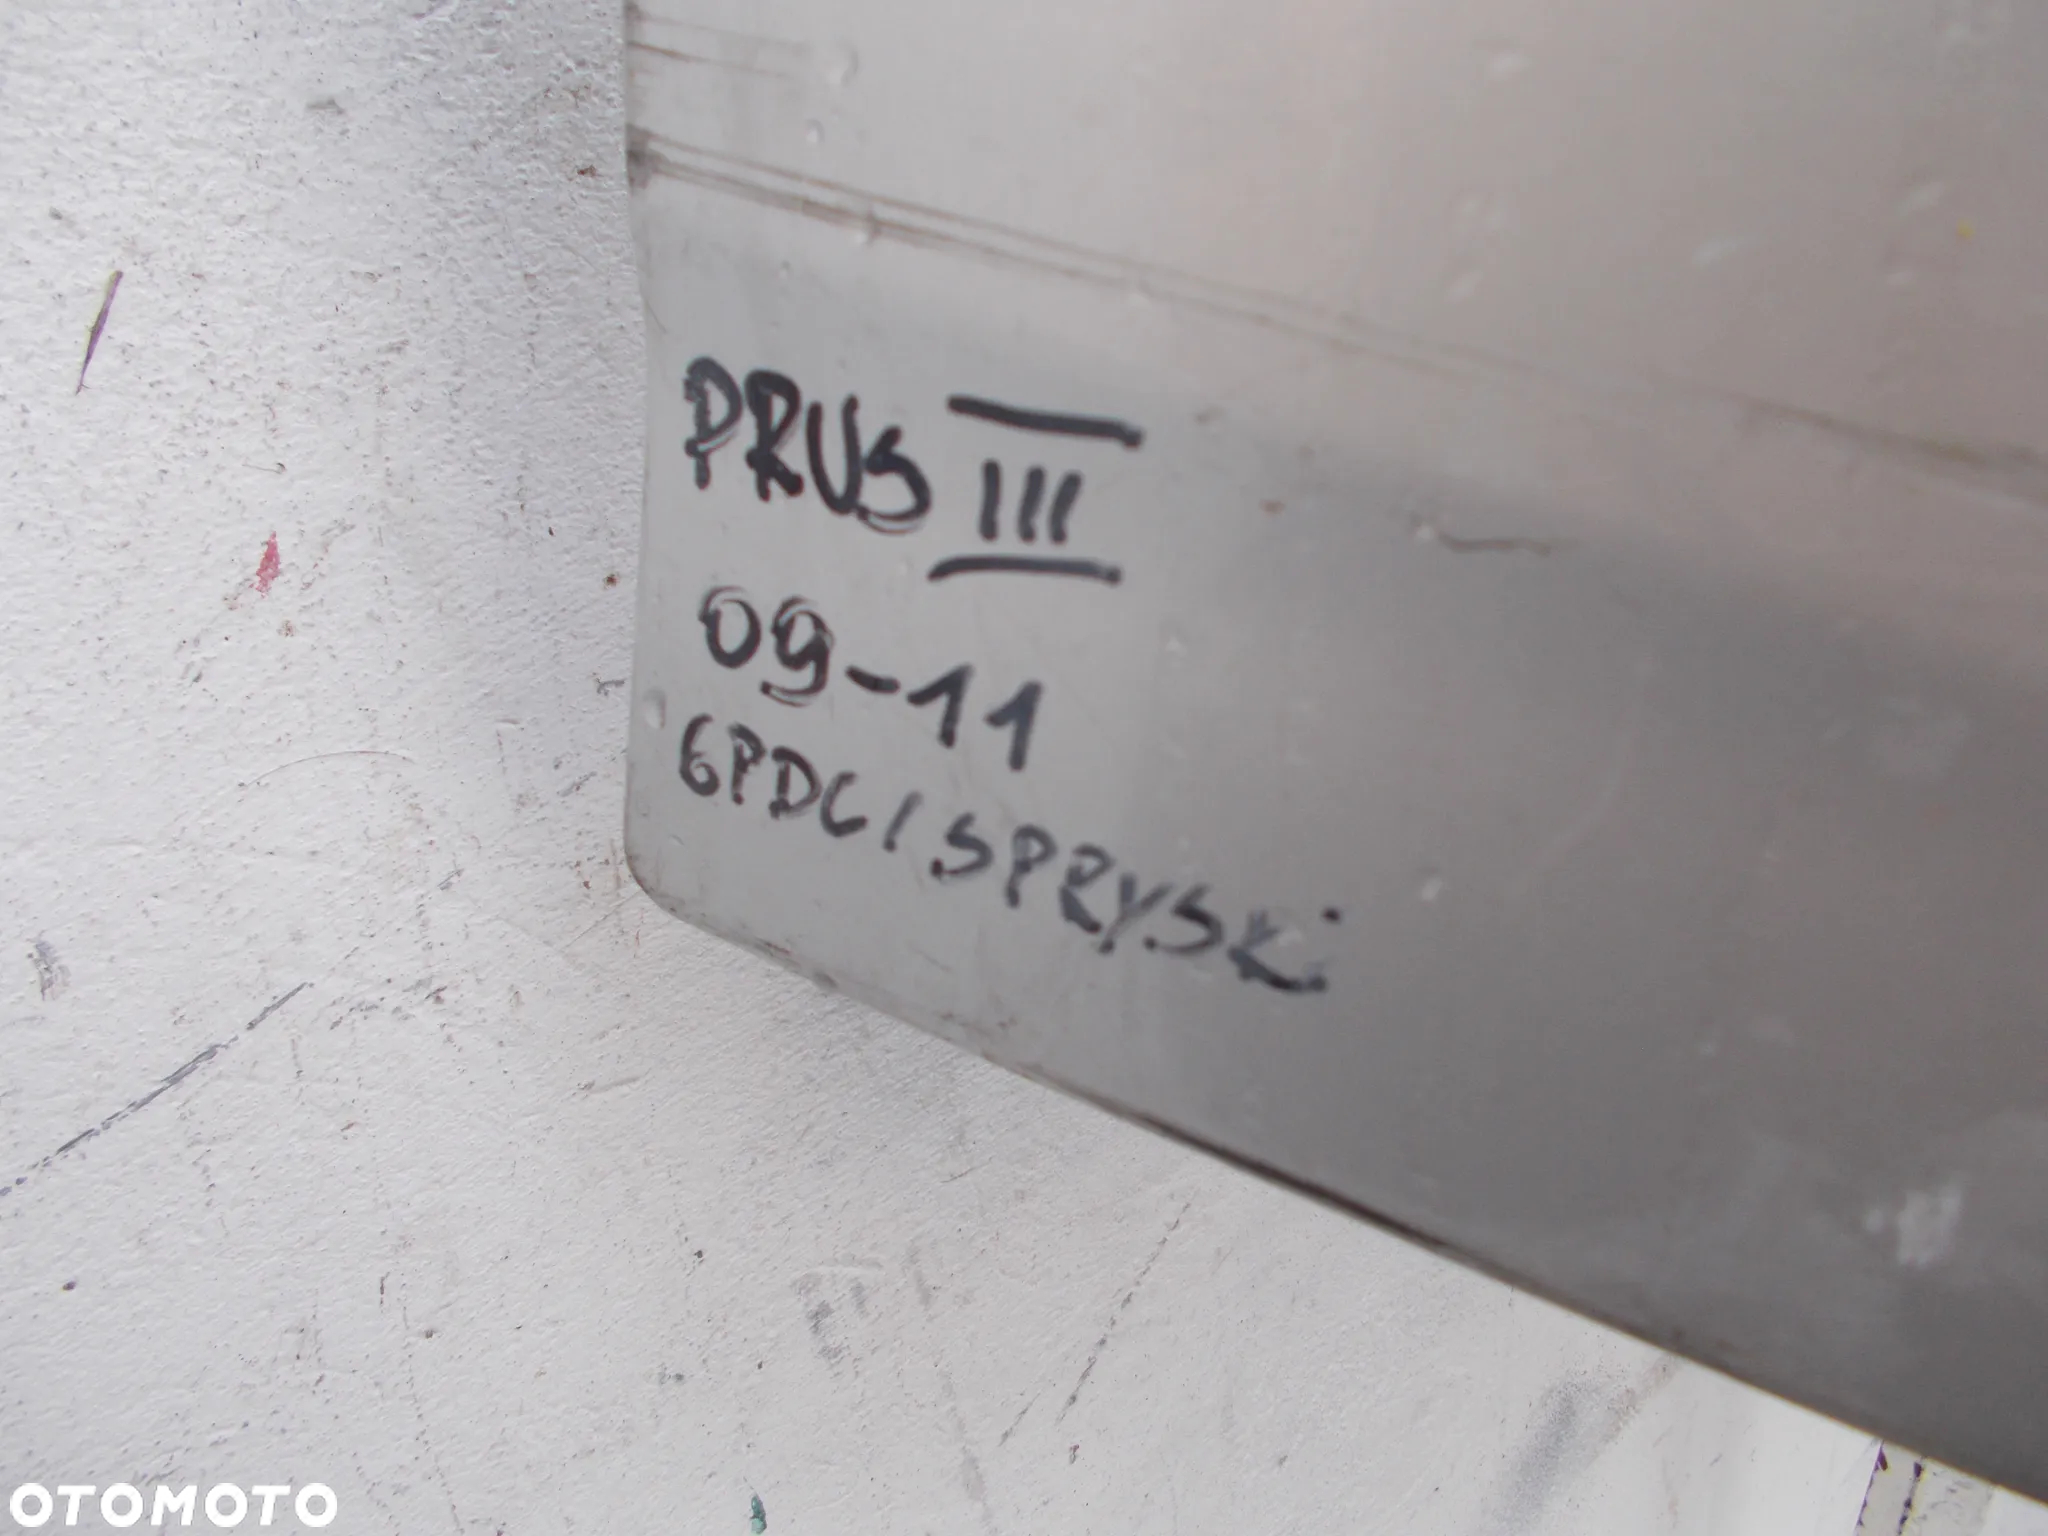 PRUS III
09-11
6PDC/SPRYSKi
OTOMOTO